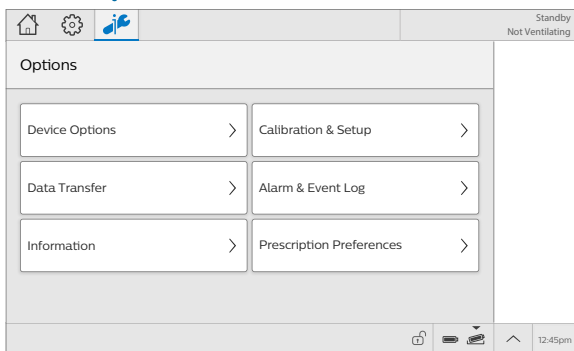 Standby
Not Ventilating
Options
Device Options
Calibration & Setup
Data Transfer
Alarm & Event Log
Information
Prescription Preferences
12:45pm